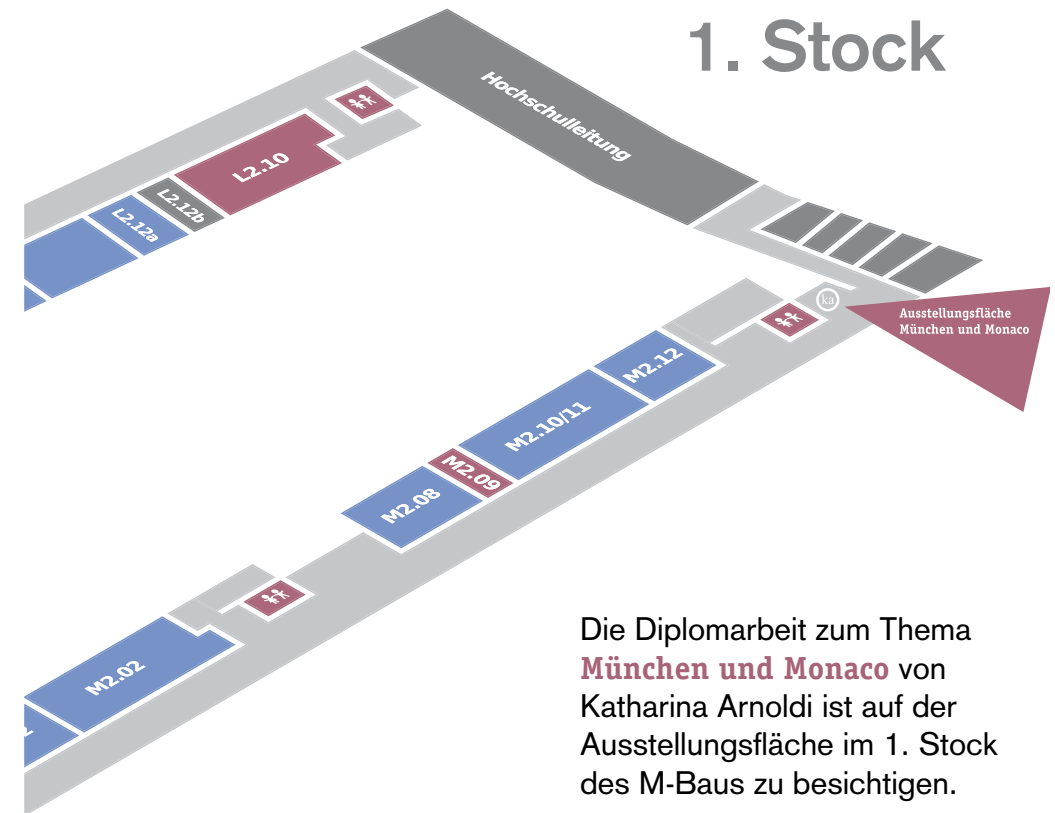 1. Stock
Hochschulleitung
L2.10
L2.12b
L2.12a
ka
Ausstellungsfläche
München und Monaco
M2.12
M2.10/11
M2.09
M2.08
M2.02
2
Die Diplomarbeit zum Thema
München und Monaco von
Katharina Arnoldi ist auf der
Ausstellungsfläche im 1. Stock
des M-Baus zu besichtigen.